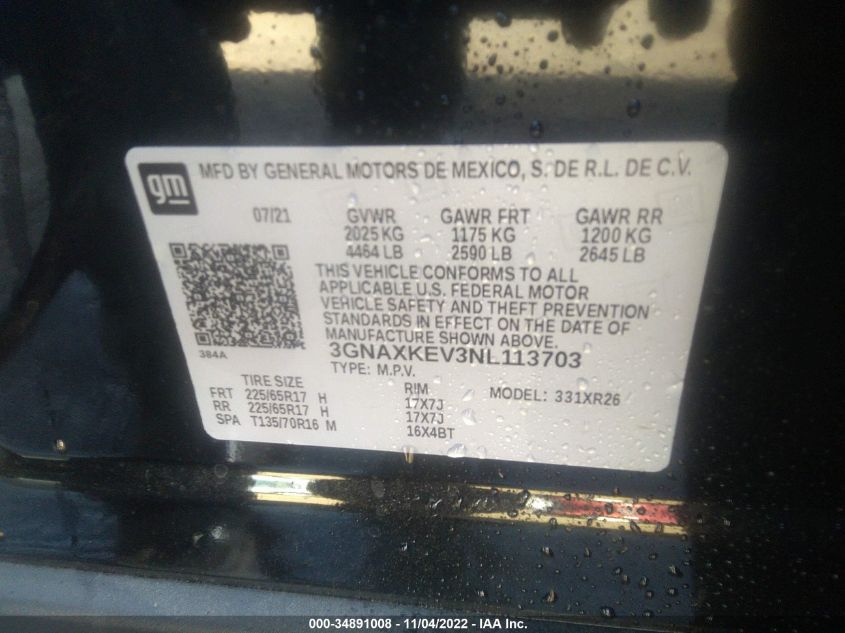 gm
MFD BY GENERAL MOTORS DE MEXICO, S. DE R.L. DE C.V.
07/21 GVWR GAWR FRT GAWR RR
2025 KG 1175 KG 1200 KG
4464 LB 2590 LB 2645 LB
THIS VEHICLE CONFORMS TO ALL
APPLICABLE U.S. FEDERAL MOTOR
VEHICLE SAFETY AND THEFT PREVENTION
STANDARDS IN EFFECT ON THE DATE OF
MANUFACTURE SHOWN ABOVE.
384A
3GNAXKEV3NL113703
TYPE: M.P.V.
TIRE SIZE RIM MODEL: 331XR26
FRT 225/65R17 H 17X7J
RR 225/65R17 H 17X7J
SPA T135/70R16 M 16X4BT
000-34891008 - 11/04/2022 - IAA Inc.